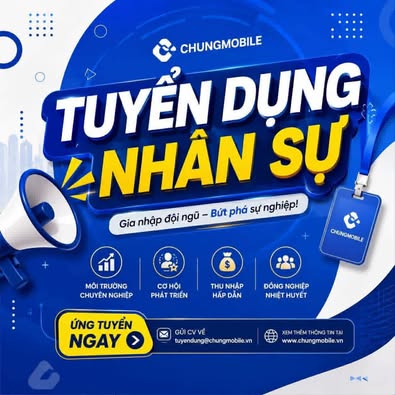 CHUNGMOBILE
TUYỂN DỤNG
NHÂN SỰ
Gia nhập đội ngũ – Bứt phá sự nghiệp!
CHUNGMOBILE
MÔI TRƯỜNG
CHUYÊN NGHIỆP
CƠ HỘI
PHÁT TRIỂN
THU NHẬP
HẤP DẪN
ĐỒNG NGHIỆP
NHIỆT HUYẾT
ỨNG TUYỂN
NGAY
GỬI CV VỀ
tuyendung@chungmobile.vn
XEM THÊM THÔNG TIN TẠI
www.chungmobile.vn